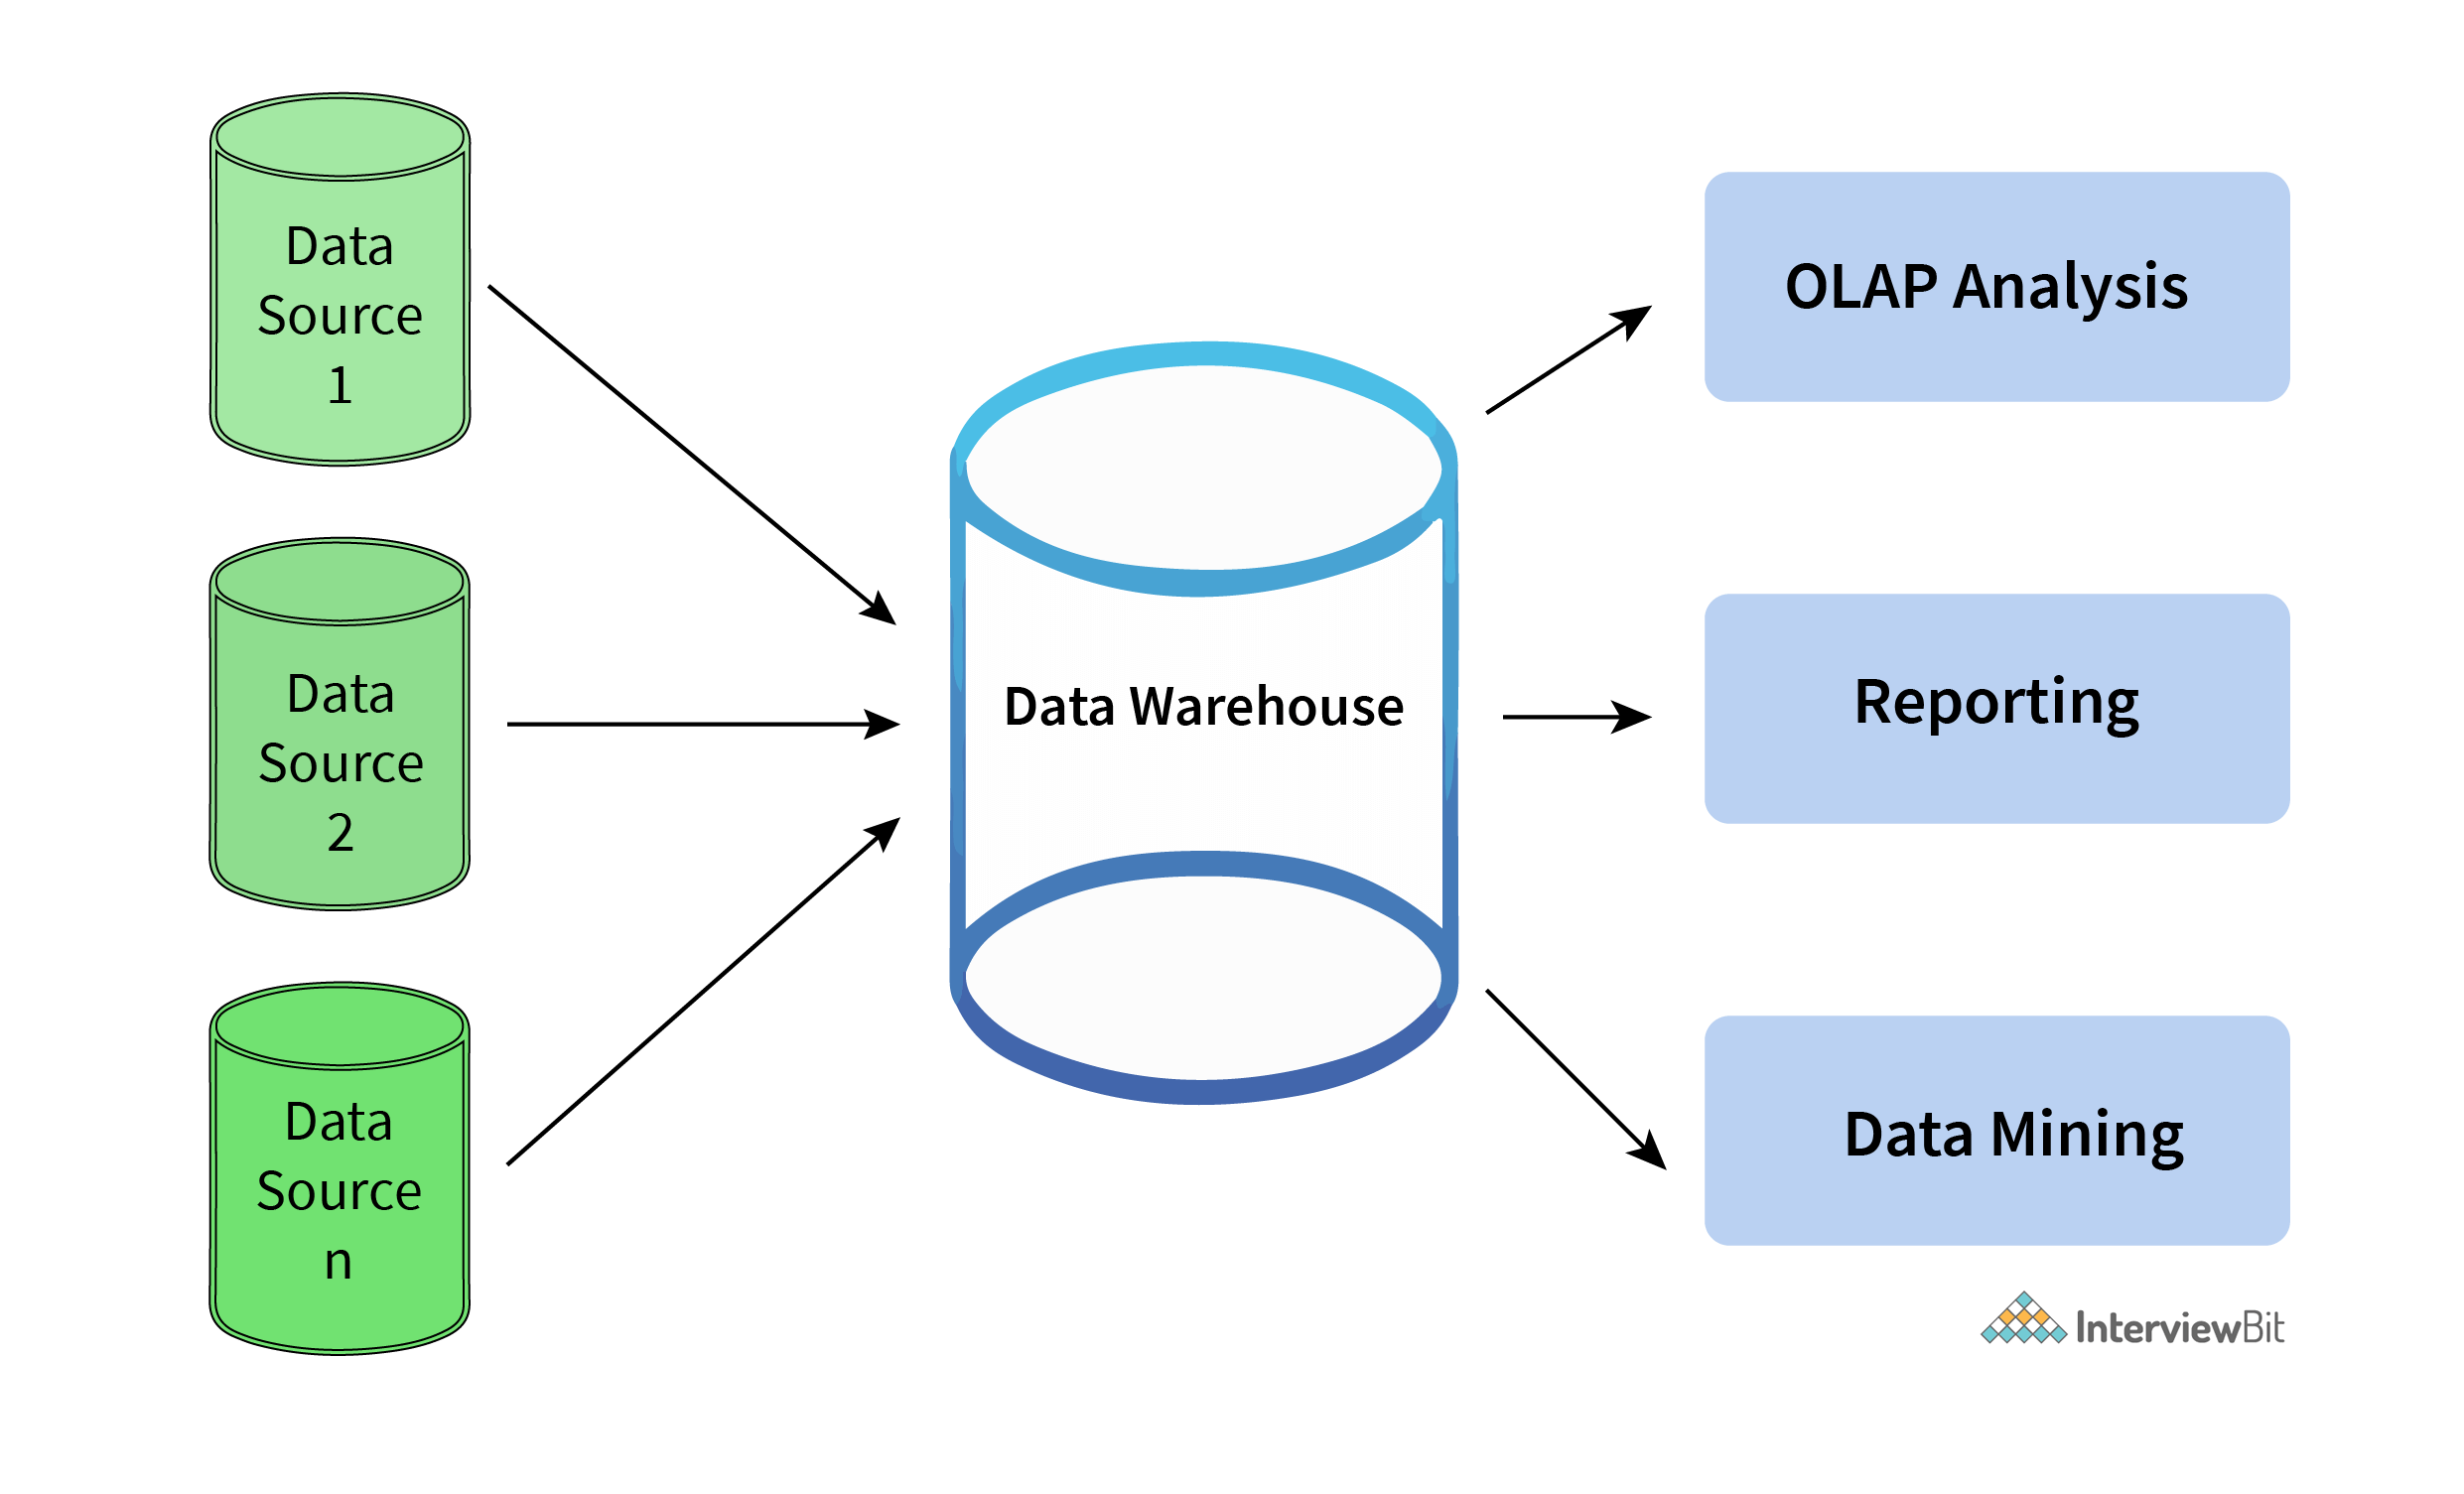 Data
Source
1
Data
Source
2
Data
Source
n
Data Warehouse
OLAP Analysis
Reporting
Data Mining
InterviewBit